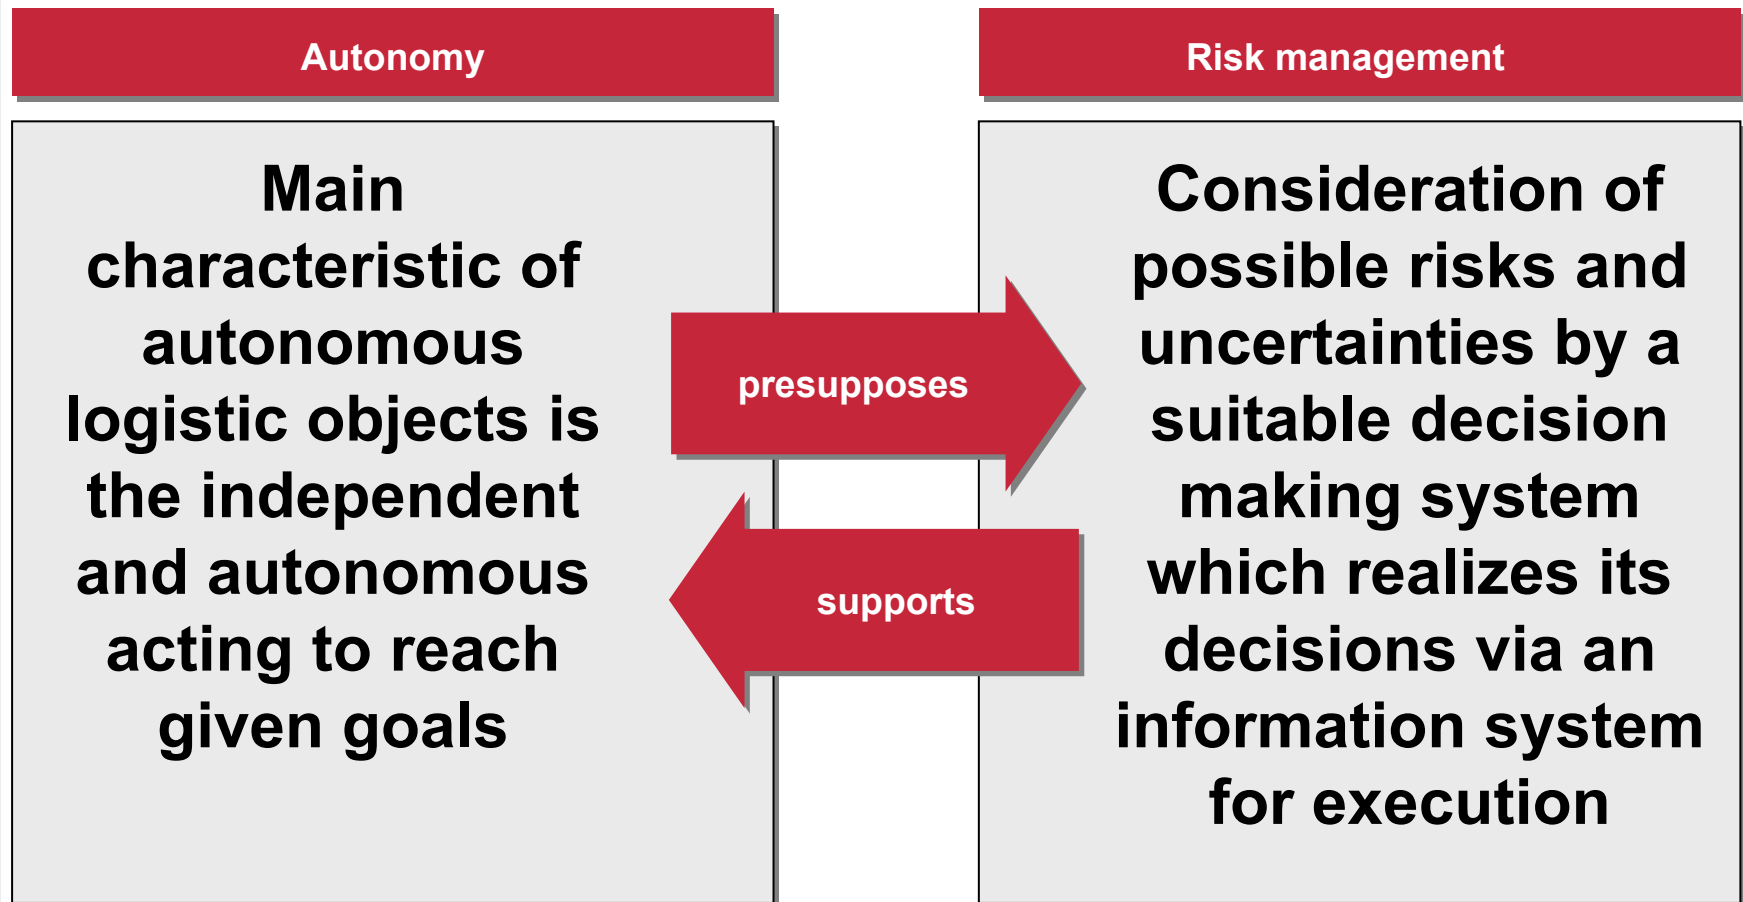 Autonomy
Risk management
Main
characteristic of
autonomous
logistic objects is
the independent
and autonomous
acting to reach
given goals
presupposes
supports
Consideration of
possible risks and
uncertainties by a
suitable decision
making system
which realizes its
decisions via an
information system
for execution